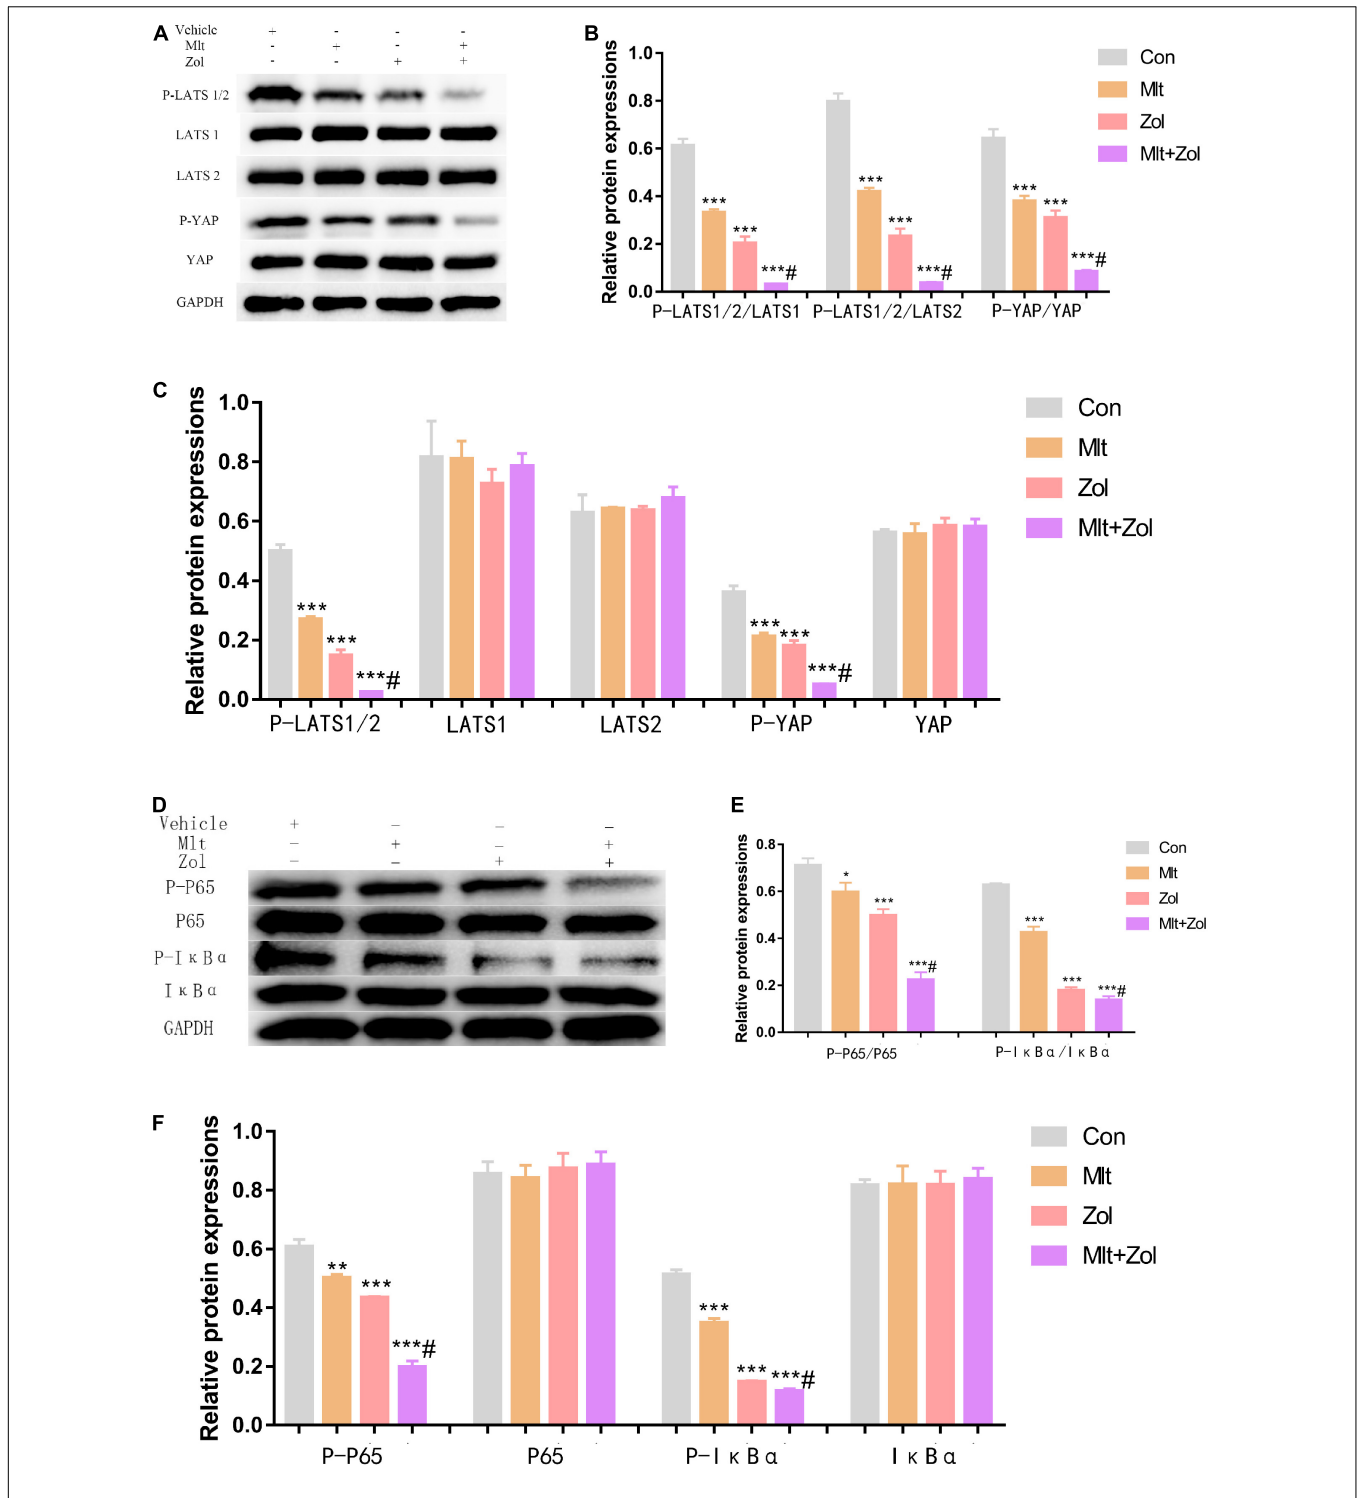 A
Vehicle + - - -
Mlt - + - +
Zol - - + +
P-LATS 1/2
LATS 1
LATS 2
P-YAP
YAP
GAPDH
B
Relative protein expressions
1.0
0.8
0.6
0.4
0.2
0.0
*** *** ***#
*** *** ***#
*** *** ***#
P-LATS1/2/LATS1 P-LATS1/2/LATS2 P-YAP/YAP
Con
Mlt
Zol
Mlt+Zol
C
Relative protein expressions
1.0
0.8
0.6
0.4
0.2
0.0
*** *** ***#
*** *** ***#
P-LATS1/2 LATS1 LATS2 P-YAP YAP
Con
Mlt
Zol
Mlt+Zol
D
Vehicle + − − −
Mlt − + − +
Zol − − + +
P-P65
P65
P-IκBα
IκBα
GAPDH
E
Relative protein expressions
0.8
0.6
0.4
0.2
0.0
* *** ***#
*** *** ***#
P-P65/P65 P-IκBα/IκBα
Con
Mlt
Zol
Mlt+Zol
F
Relative protein expressions
1.0
0.8
0.6
0.4
0.2
0.0
** *** ***#
*** *** ***#
P-P65 P65 P-IκBα IκBα
Con
Mlt
Zol
Mlt+Zol